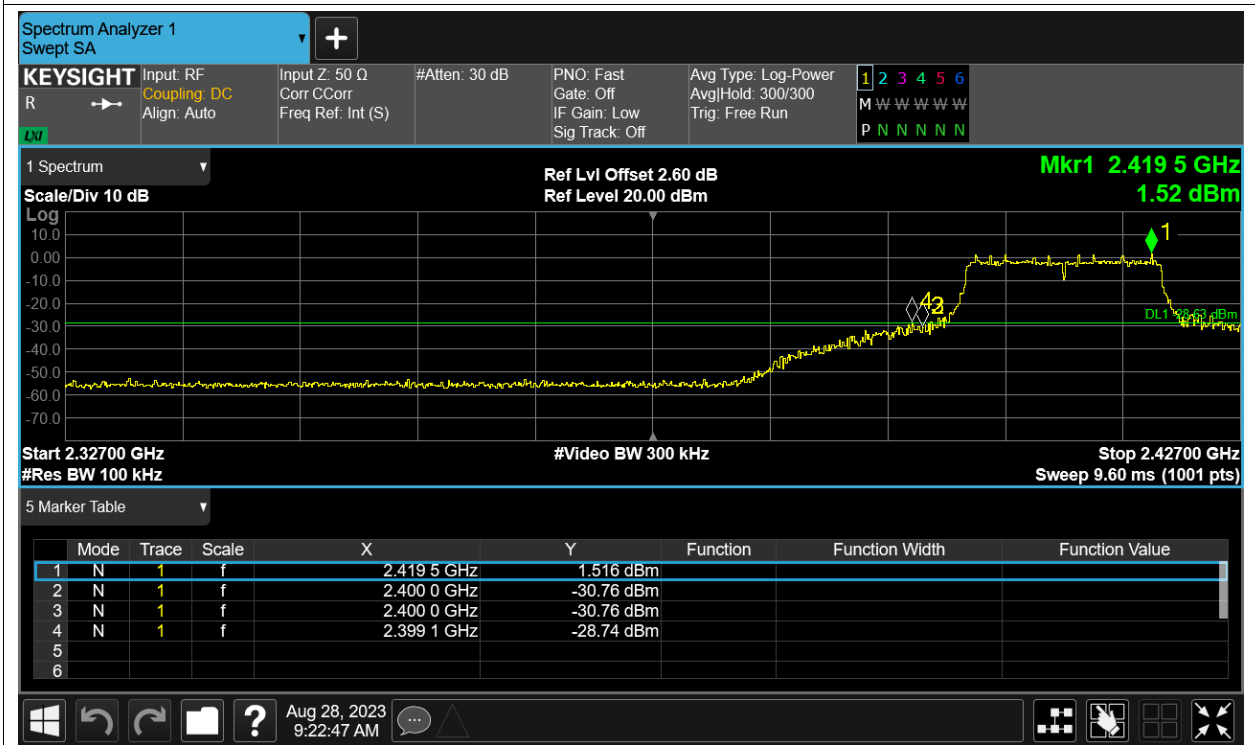 Spectrum Analyzer 1
Swept SA
KEYSIGHT Input: RF Input Z: 50 Ω #Atten: 30 dB PNO: Fast Avg Type: Log-Power 1 2 3 4 5 6
R Coupling: DC Corr CCorr Gate: Off Avg|Hold: 300/300 M W W W W W
Align: Auto Freq Ref: Int (S) IF Gain: Low Trig: Free Run
LXI Sig Track: Off P N N N N N
1 Spectrum Ref Lvl Offset 2.60 dB Mkr1 2.419 5 GHz
Scale/Div 10 dB Ref Level 20.00 dBm 1.52 dBm
Log
10.0 1
0.00
-10.0
-20.0
-30.0 DL1 -28.63 dBm
-40.0
-50.0
-60.0
-70.0
Start 2.32700 GHz #Video BW 300 kHz Stop 2.42700 GHz
#Res BW 100 kHz Sweep 9.60 ms (1001 pts)
5 Marker Table
Mode Trace Scale X Y Function Function Width Function Value
1 N 1 f 2.419 5 GHz 1.516 dBm
2 N 1 f 2.400 0 GHz -30.76 dBm
3 N 1 f 2.400 0 GHz -30.76 dBm
4 N 1 f 2.399 1 GHz -28.74 dBm
5
6
? Aug 28, 2023
9:22:47 AM